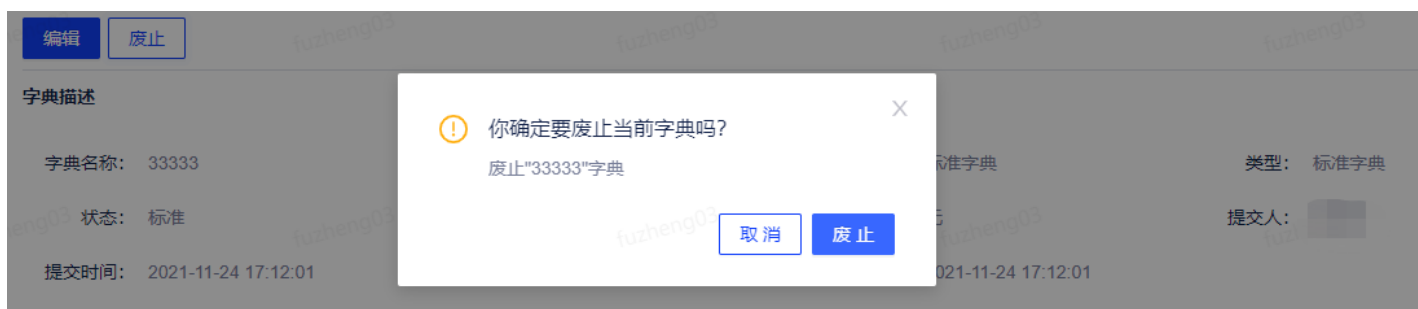 编辑 废止
字典描述
你确定要废止当前字典吗?
废止"33333"字典
取消 废止
字典名称: 33333 标准字典 类型: 标准字典
状态: 标准 提交人:
提交时间: 2021-11-24 17:12:01 021-11-24 17:12:01
fuzheng03